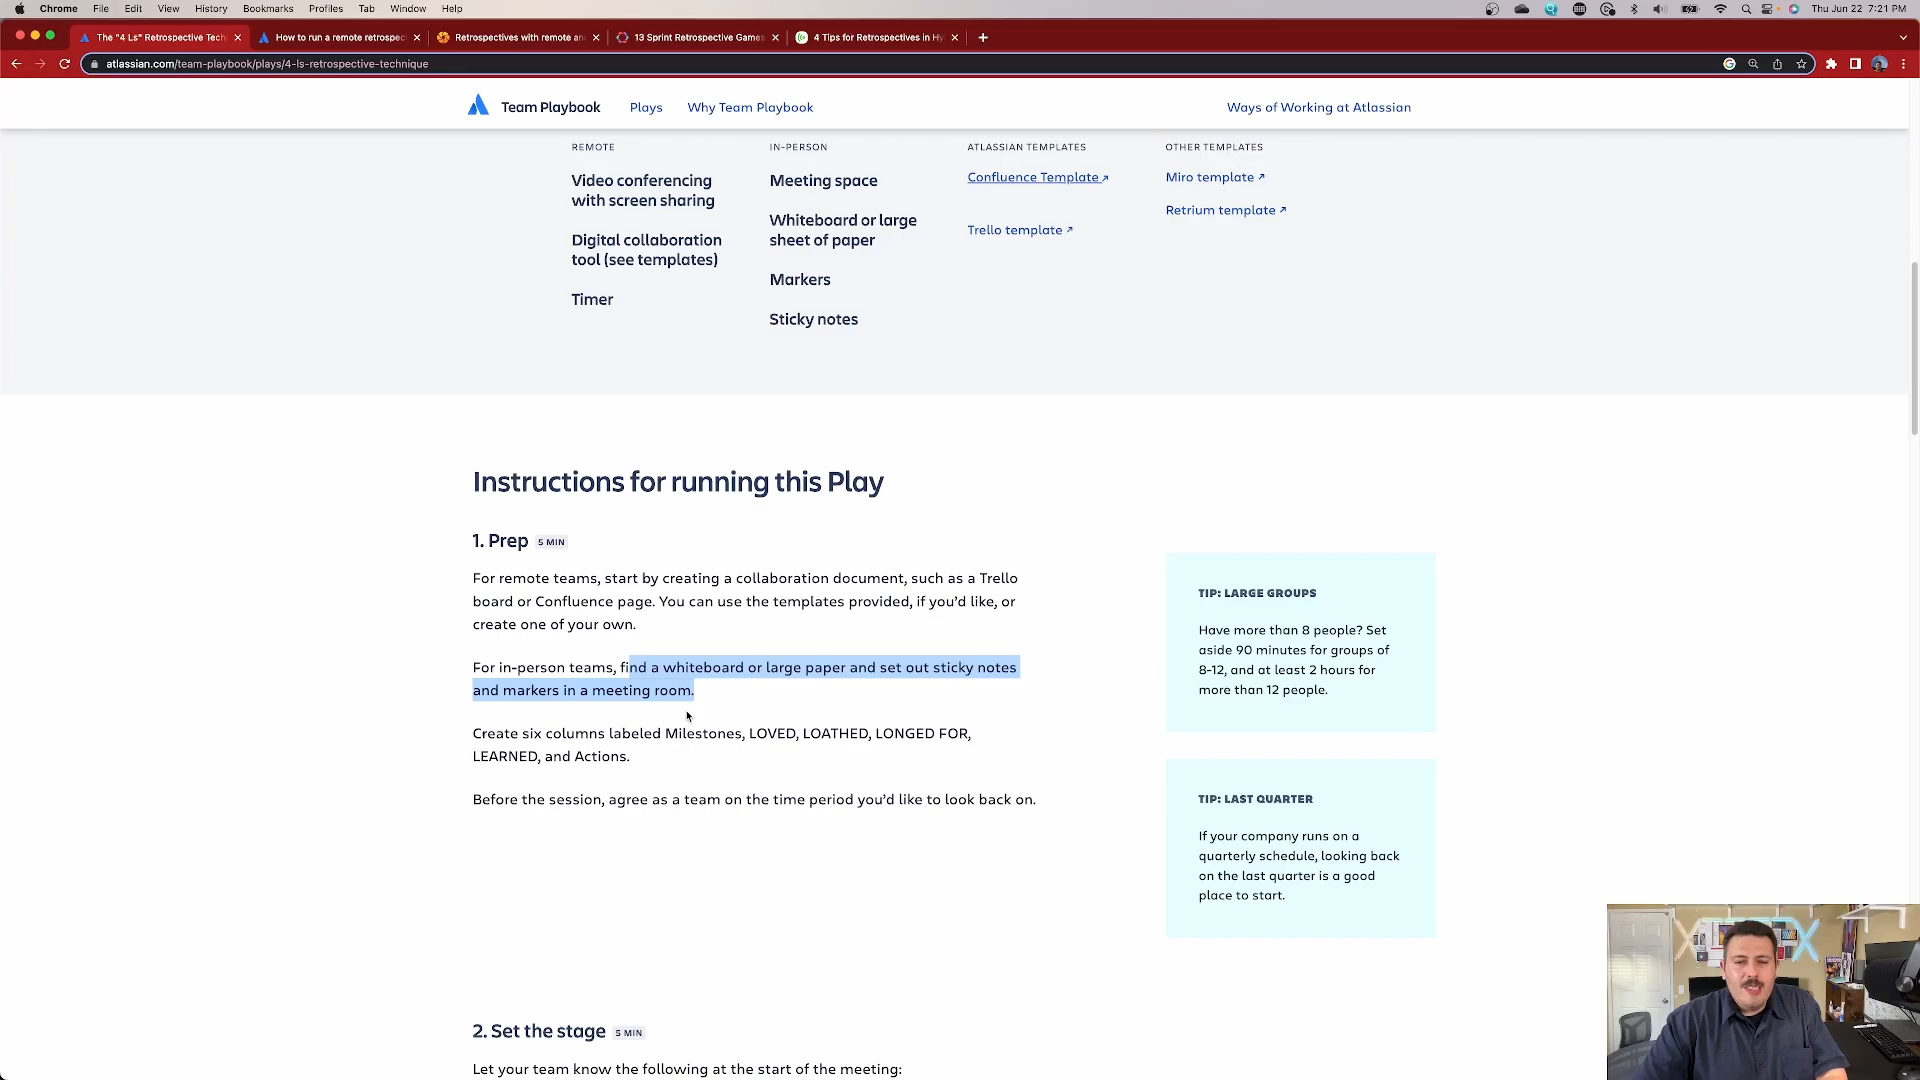 Chrome File Edit View History Bookmarks Profiles Tab Window Help Thu Jun 22 7:21 PM
The "4 Ls" Retrospective Tech How to run a remote retrospec Retrospectives with remote an 13 Sprint Retrospective Games 4 Tips for Retrospectives in Hy
atlassian.com/team-playbook/plays/4-ls-retrospective-technique
Team Playbook Plays Why Team Playbook Ways of Working at Atlassian
REMOTE
Video conferencing
with screen sharing
Digital collaboration
tool (see templates)
Timer
IN-PERSON
Meeting space
Whiteboard or large
sheet of paper
Markers
Sticky notes
ATLASSIAN TEMPLATES
Confluence Template ↗
Trello template ↗
OTHER TEMPLATES
Miro template ↗
Retrium template ↗
Instructions for running this Play
1. Prep 5 MIN
For remote teams, start by creating a collaboration document, such as a Trello
board or Confluence page. You can use the templates provided, if you’d like, or
create one of your own.
For in-person teams, find a whiteboard or large paper and set out sticky notes
and markers in a meeting room.
Create six columns labeled Milestones, LOVED, LOATHED, LONGED FOR,
LEARNED, and Actions.
Before the session, agree as a team on the time period you’d like to look back on.
TIP: LARGE GROUPS
Have more than 8 people? Set
aside 90 minutes for groups of
8-12, and at least 2 hours for
more than 12 people.
TIP: LAST QUARTER
If your company runs on a
quarterly schedule, looking back
on the last quarter is a good
place to start.
2. Set the stage 5 MIN
Let your team know the following at the start of the meeting: